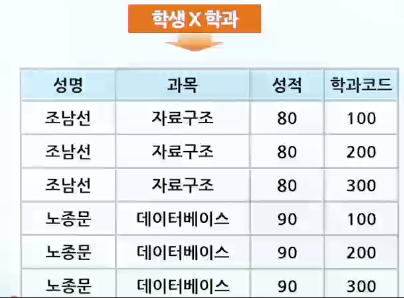 학생 X 학과
성명 과목 성적 학과코드
조남선 자료구조 80 100
조남선 자료구조 80 200
조남선 자료구조 80 300
노종문 데이터베이스 90 100
노종문 데이터베이스 90 200
노종문 데이터베이스 90 300